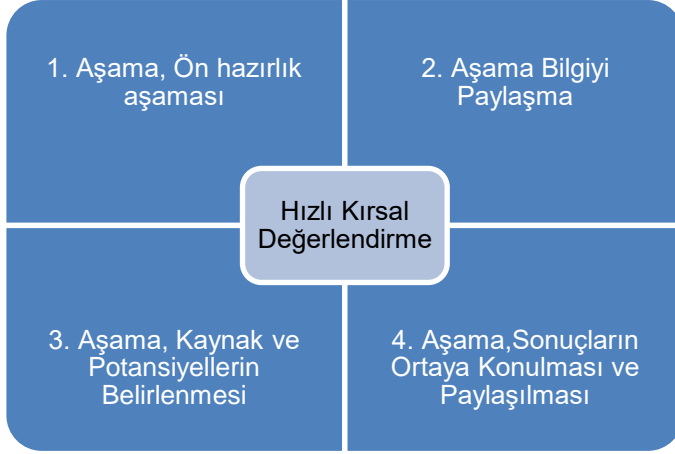 1. Aşama, Ön hazırlık
aşaması
2. Aşama Bilgiyi
Paylaşma
Hızlı Kırsal
Değerlendirme
3. Aşama, Kaynak ve
Potansiyellerin
Belirlenmesi
4. Aşama,Sonuçların
Ortaya Konulması ve
Paylaşılması